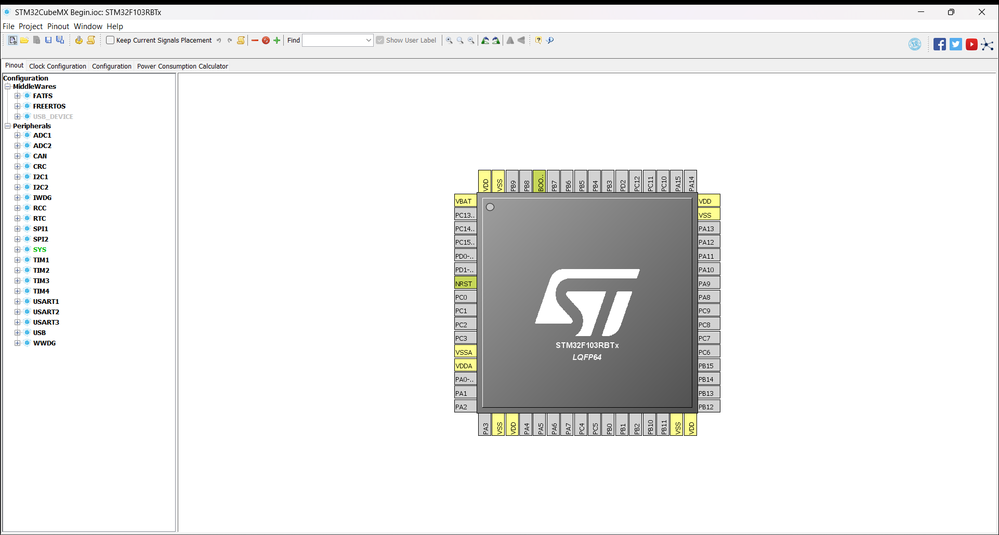 STM32CubeMX Begin.ioc: STM32F103RBTx
File Project Pinout Window Help
Keep Current Signals Placement Find Show User Label
Pinout Clock Configuration Configuration Power Consumption Calculator
Configuration
MiddleWares
FATFS
FREERTOS
USB_DEVICE
Peripherals
ADC1
ADC2
CAN
CRC
I2C1
I2C2
IWDG
RCC
RTC
SPI1
SPI2
SYS
TIM1
TIM2
TIM3
TIM4
USART1
USART2
USART3
USB
WWDG
VDD VSS PB9 PB8 BOO.. PB7 PB6 PB5 PB4 PB3 PD2 PC12 PC11 PC10 PA15 PA14
VBAT
PC13..
PC14..
PC15..
PD0-..
PD1-..
NRST
PC0
PC1
PC2
PC3
VSSA
VDDA
PA0-..
PA1
PA2
ST
STM32F103RBTx
LQFP64
VDD
VSS
PA13
PA12
PA11
PA10
PA9
PA8
PC9
PC8
PC7
PC6
PB15
PB14
PB13
PB12
PA3 VSS VDD PA4 PA5 PA6 PA7 PC4 PC5 PB0 PB1 PB2 PB10 PB11 VSS VDD